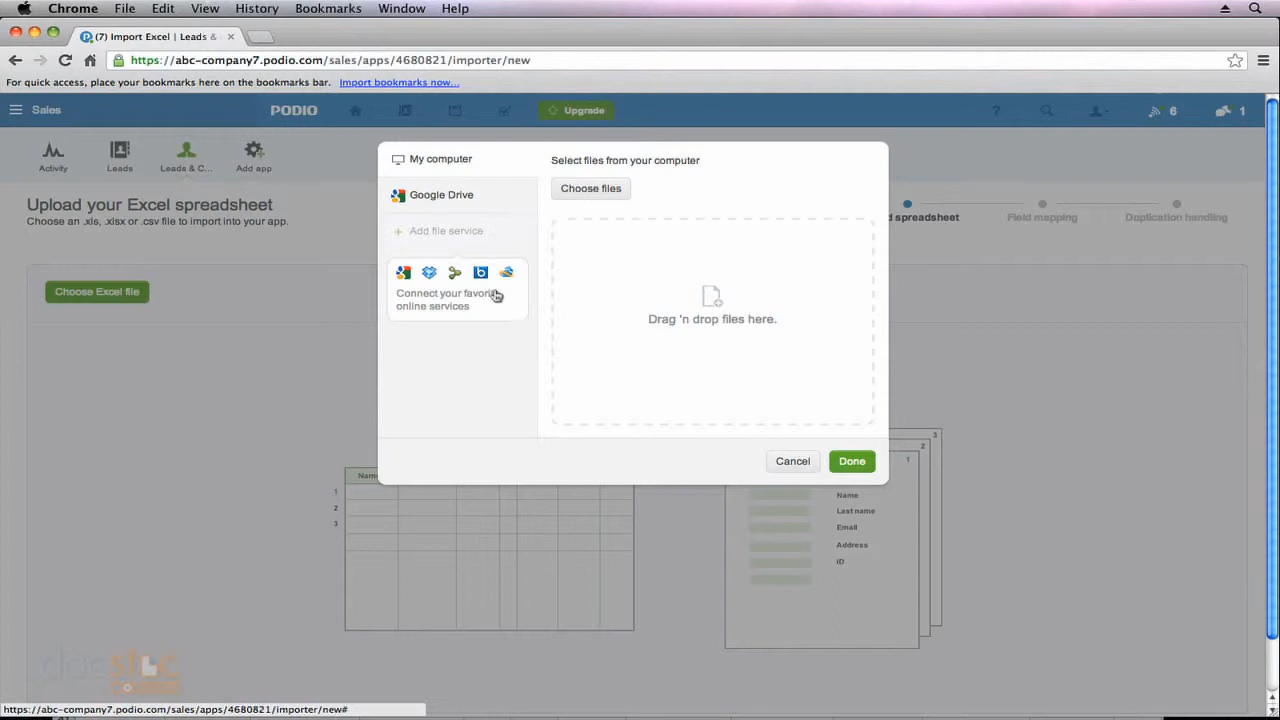 Chrome File Edit View History Bookmarks Window Help
(7) Import Excel | Leads &
https://abc-company7.podio.com/sales/apps/4680821/importer/new
For quick access, place your bookmarks here on the bookmarks bar. Import bookmarks now...
Sales PODIO Upgrade ? 6 1
Activity Leads Leads & C... Add app
Upload your Excel spreadsheet
Choose an .xls, .xlsx or .csv file to import into your app.
d spreadsheet Field mapping Duplication handling
Choose Excel file
My computer
Google Drive
Add file service
Connect your favorit
online services
Select files from your computer
Choose files
Drag 'n drop files here.
Cancel Done
Nam
1
2
3
3
2
1
Name
Last name
Email
Address
ID
docstoc
https://abc-company7.podio.com/sales/apps/4680821/importer/new#